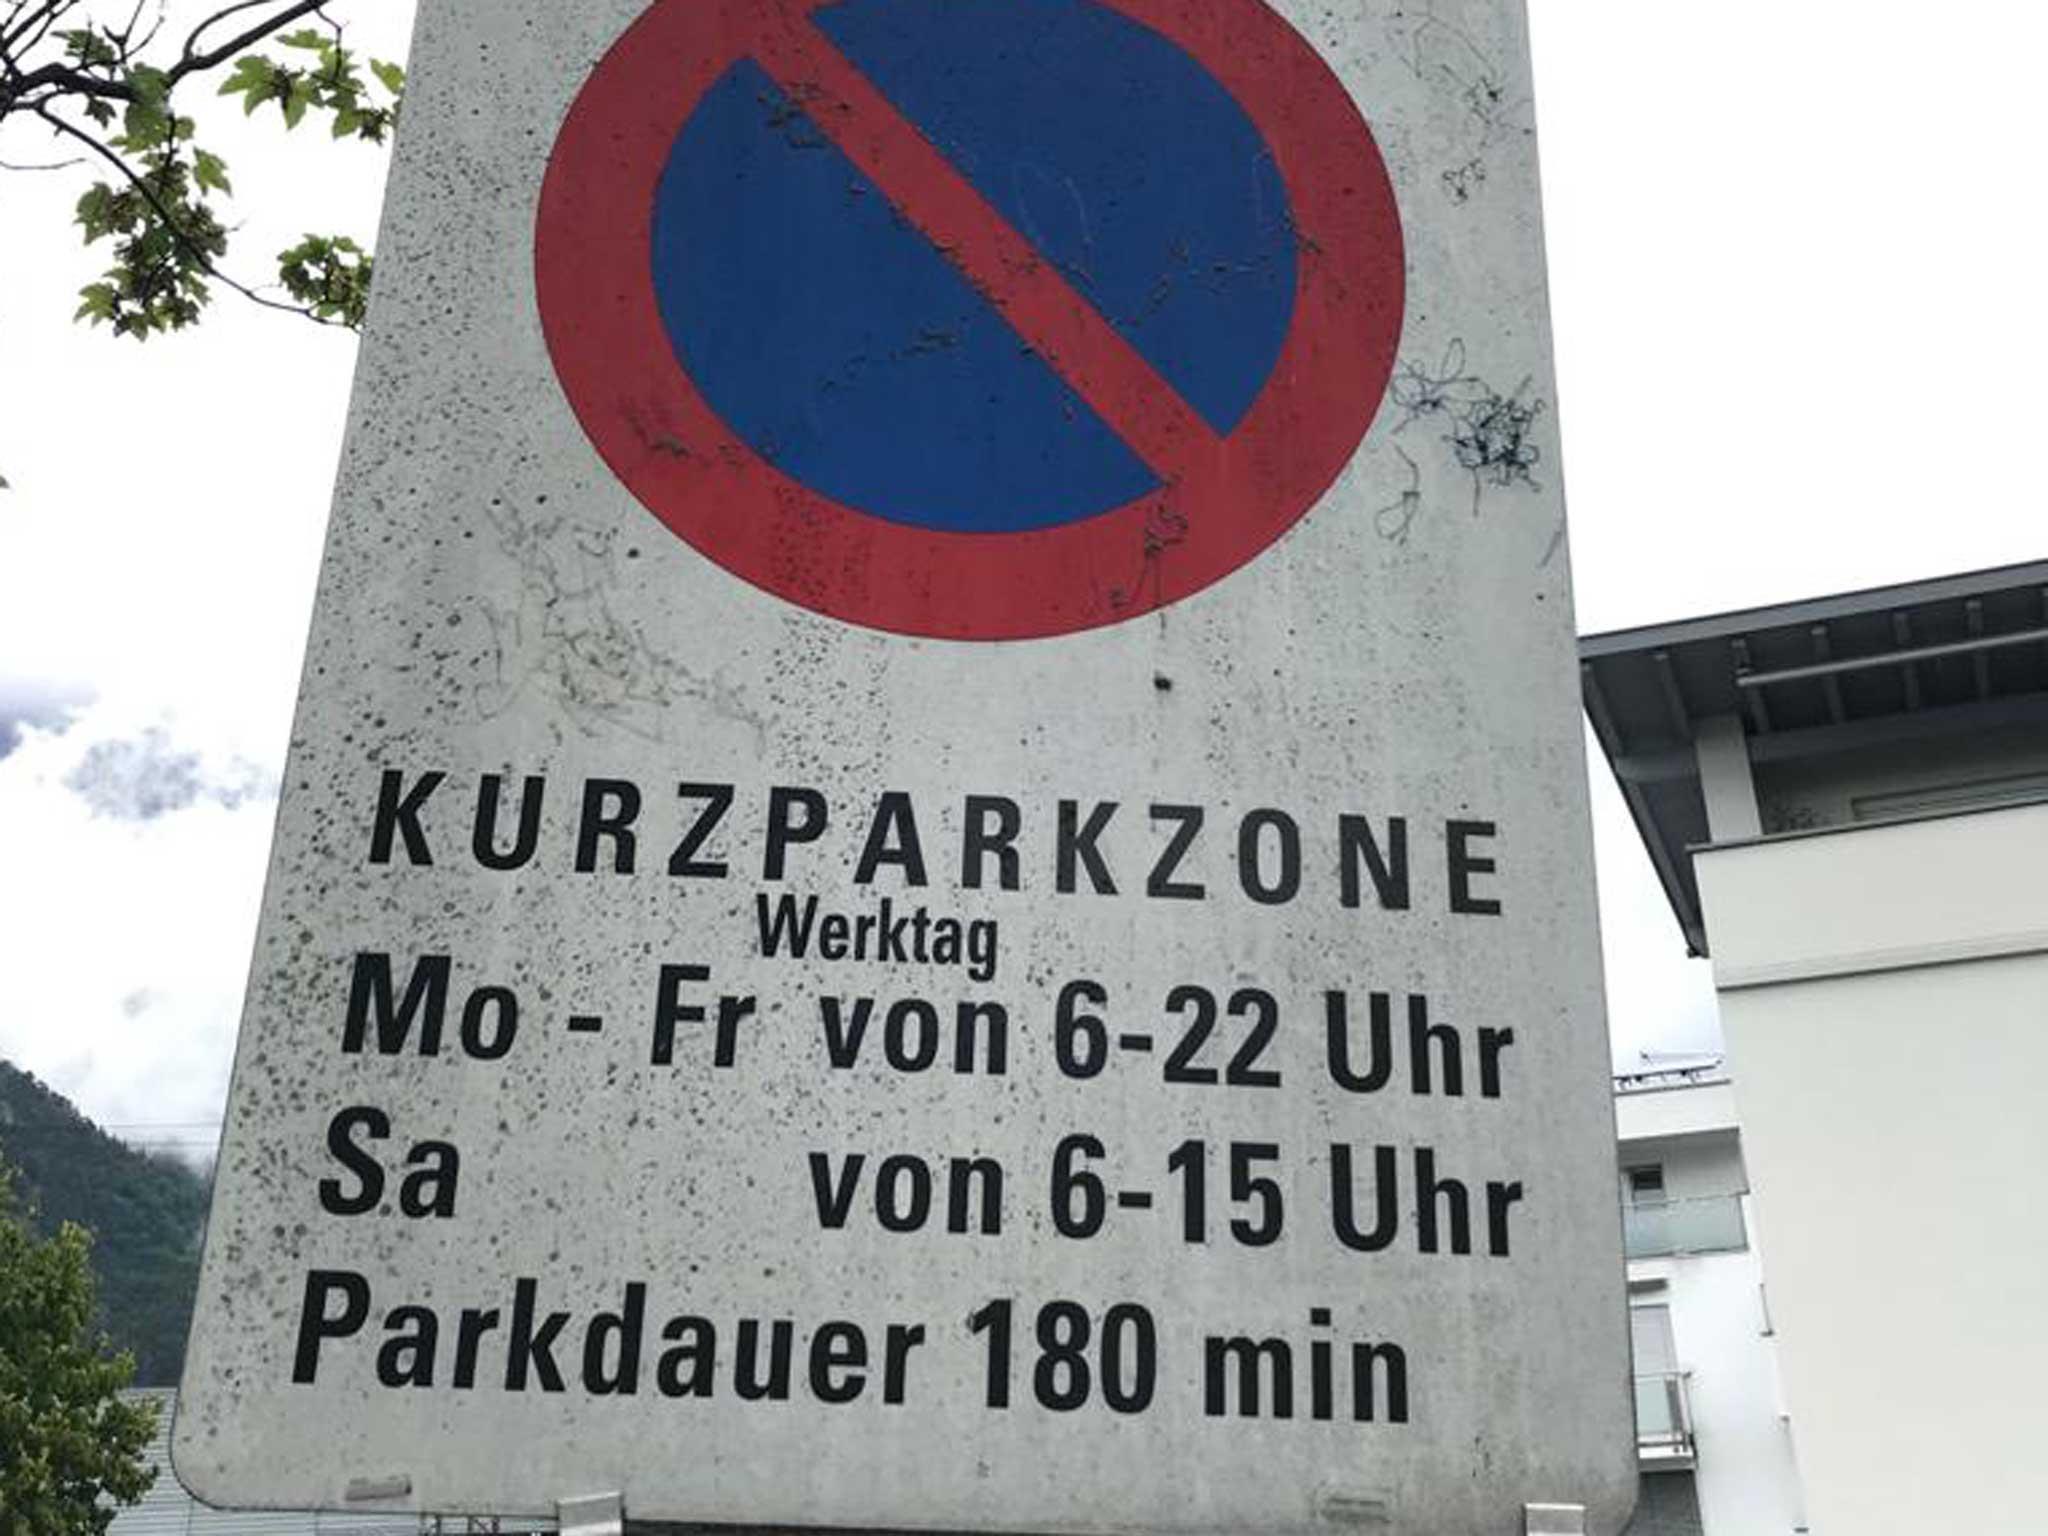 KURZPARKZONE
Werktag
Mo - Fr von 6-22 Uhr
Sa von 6-15 Uhr
Parkdauer 180 min